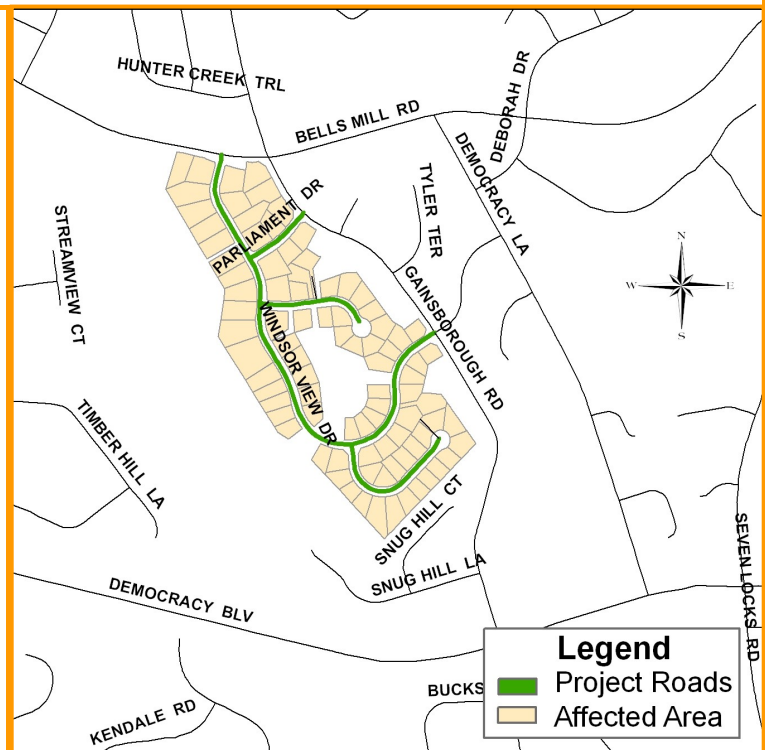 HUNTER CREEK TRL
BELLS MILL RD
DEBORAH DR
DEMOCRACY LA
TYLER TER
PARLIAMENT DR
STREAMVIEW CT
N
W
E
S
GAINSBOROUGH RD
WINDSOR VIEW DR
TIMBER HILL LA
SNUG HILL CT
SNUG HILL LA
SEVEN LOCKS RD
DEMOCRACY BLV
Legend
Project Roads
Affected Area
BUCKS
KENDALE RD